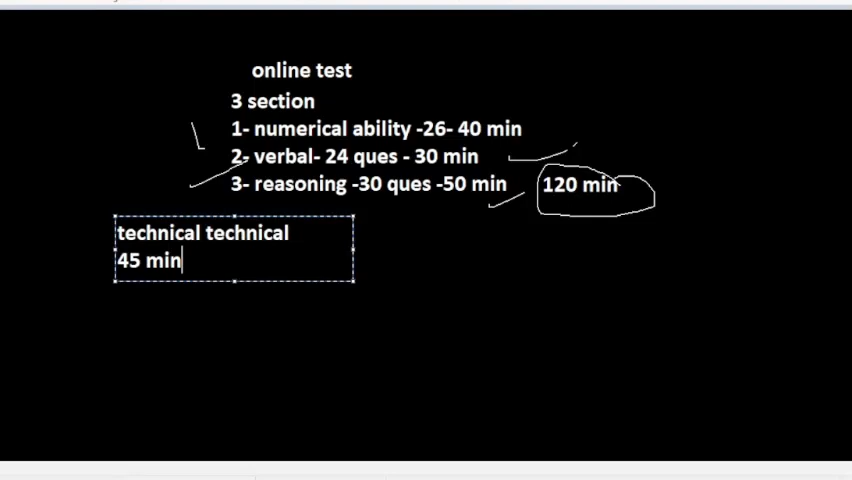 online test
3 section
1- numerical ability -26- 40 min
2- verbal- 24 ques - 30 min
3- reasoning -30 ques -50 min
120 min
technical technical
45 min